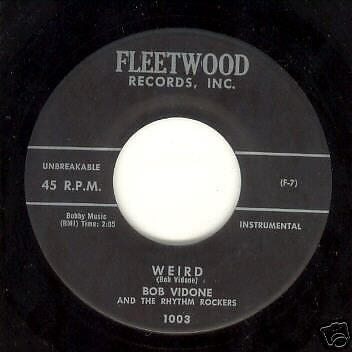 FLEETWOOD
RECORDS, INC.
UNBREAKABLE
45 R.P.M.
(F-7)
Bobby Music
(BMI) Time: 2:05
INSTRUMENTAL
WEIRD
(Bob Vidone)
BOB VIDONE
AND THE RHYTHM ROCKERS
1003